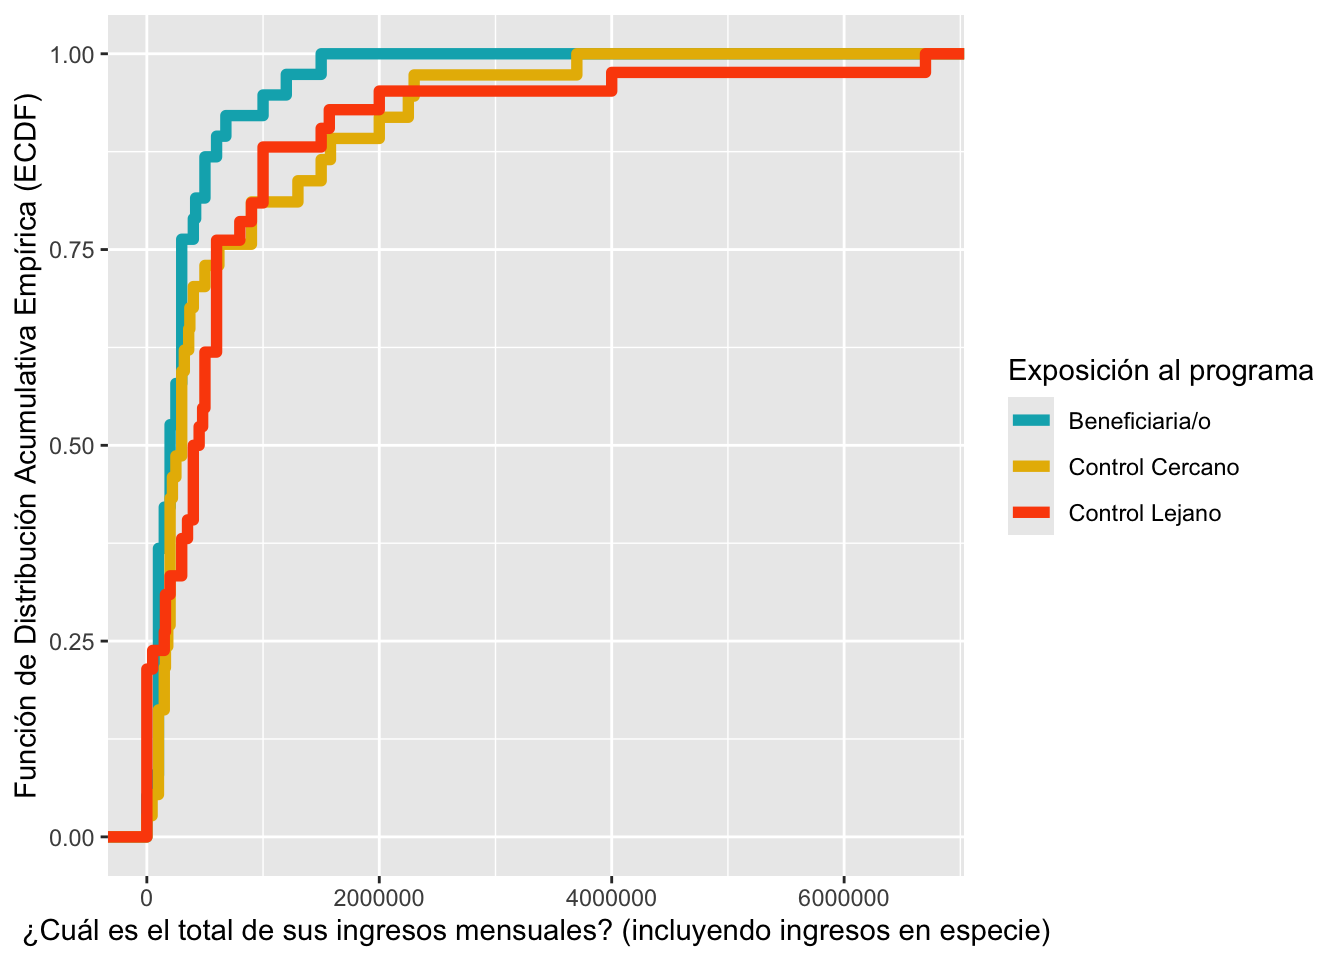 Función de Distribución Acumulativa Empírica (ECDF)
1.00
0.75
0.50
0.25
0.00
0
2000000
4000000
6000000
¿Cuál es el total de sus ingresos mensuales? (incluyendo ingresos en especie)
Exposición al programa
Beneficiaria/o
Control Cercano
Control Lejano